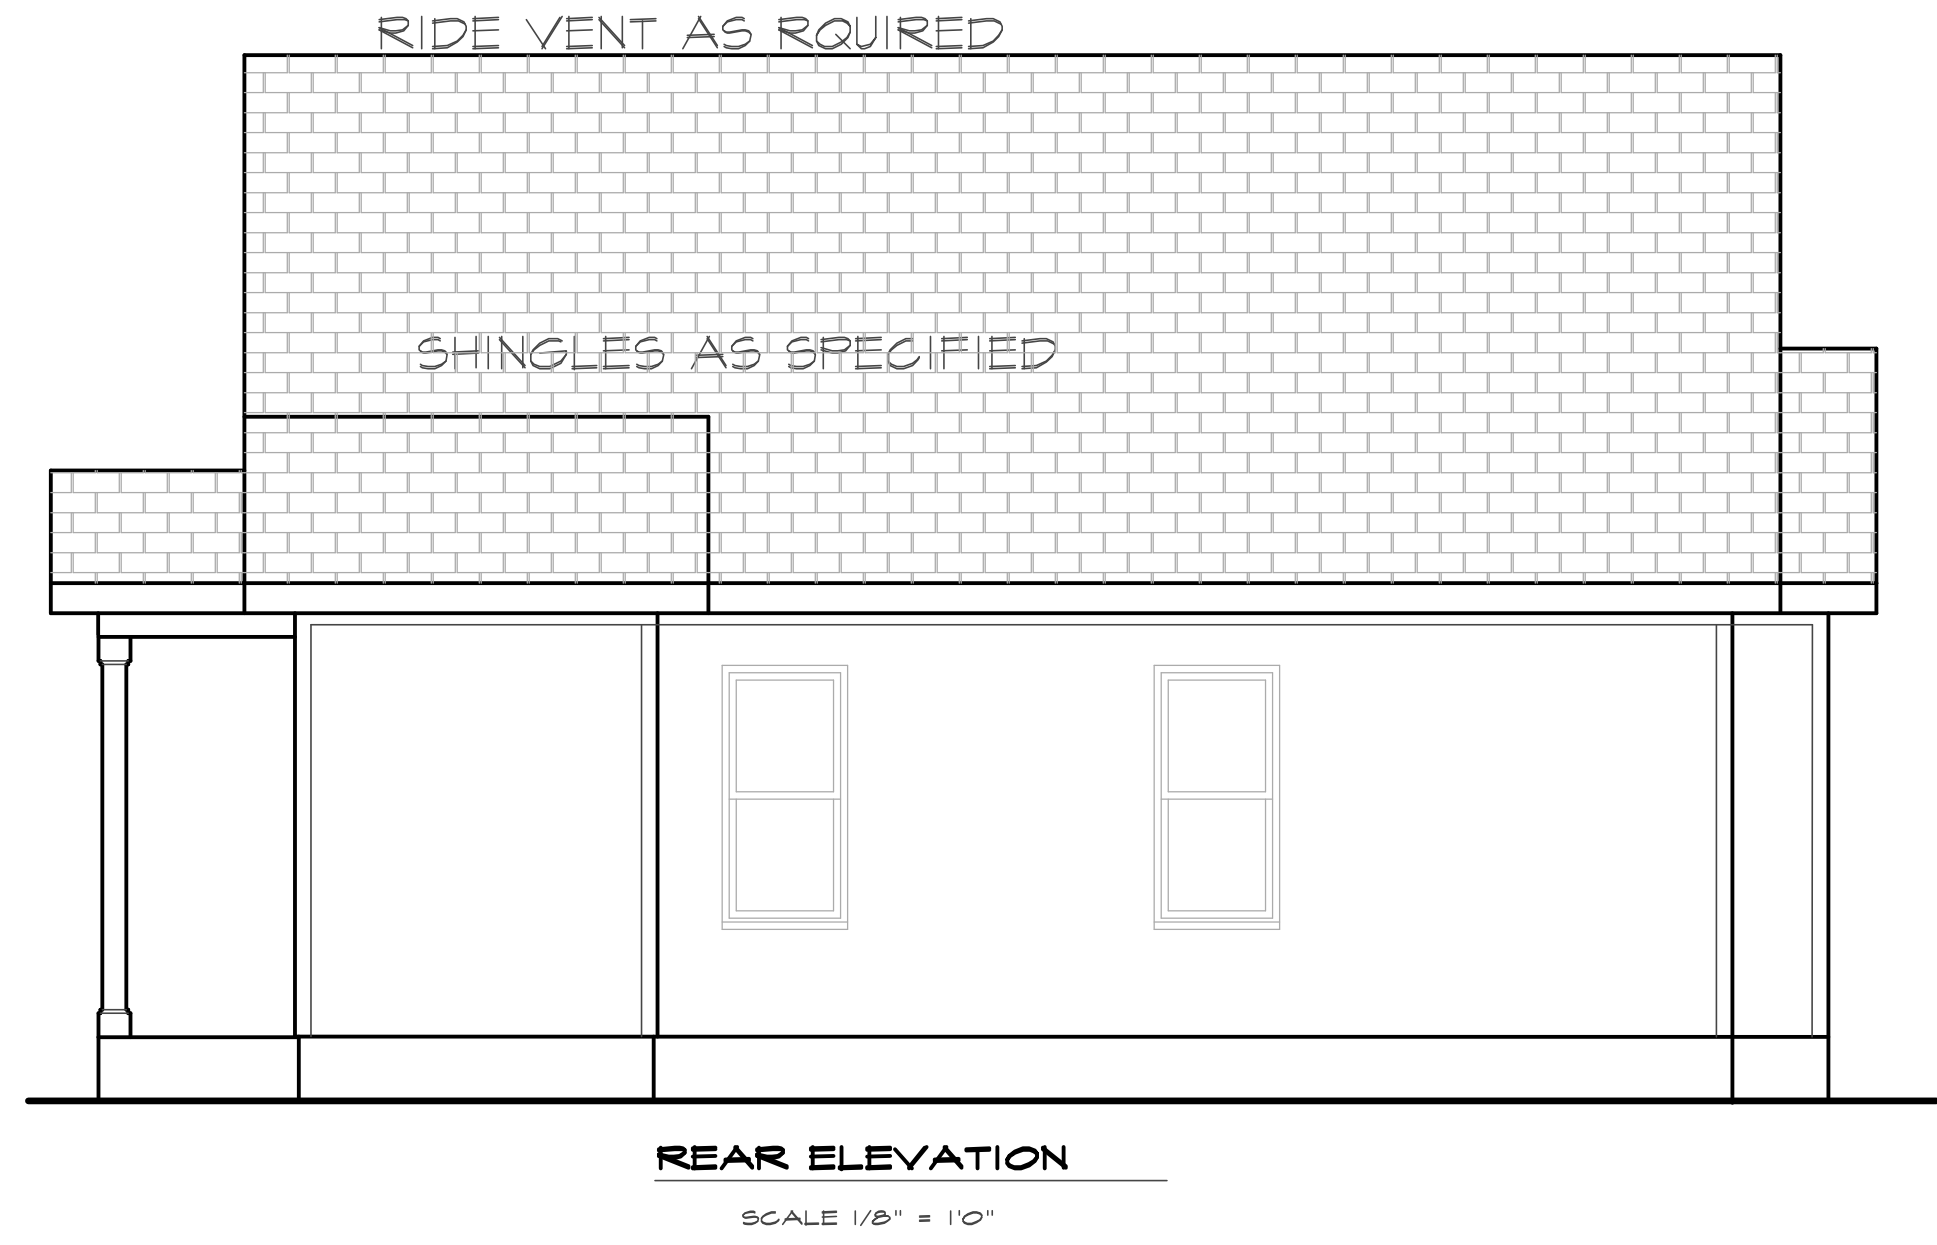 RIDE VENT AS RQUIRED
SHINGLES AS SPECIFIED
REAR ELEVATION
SCALE 1/8" = 1'0"